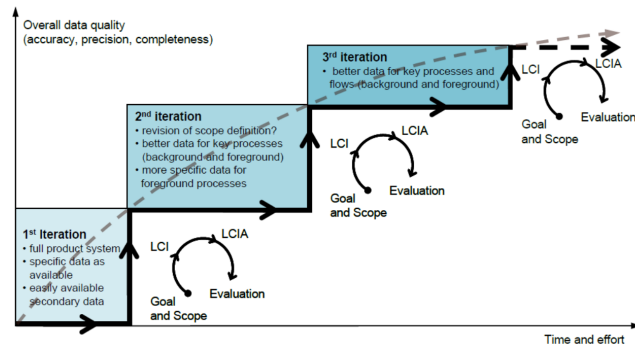 Overall data quality
(accuracy, precision, completeness)
3rd iteration
• better data for key processes and
flows (background and foreground)
LCI
LCIA
Goal
and Scope
Evaluation
2nd iteration
• revision of scope definition?
• better data for key processes
(background and foreground)
• more specific data for
foreground processes
LCI
LCIA
Goal
and Scope
Evaluation
1st Iteration
• full product system
• specific data as
available
• easily available
secondary data
LCI
LCIA
Goal
and Scope
Evaluation
Time and effort